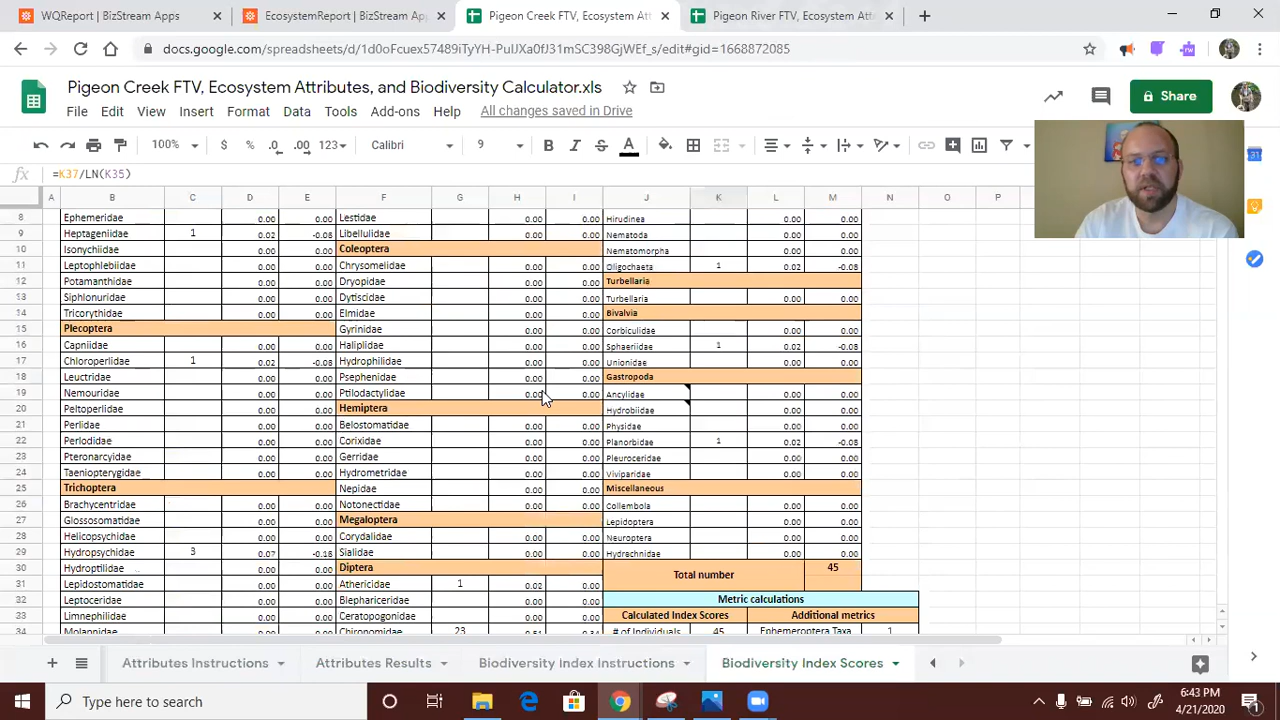 WQReport | BizStream Apps
EcosystemReport | BizStream Apps
Pigeon Creek FTV, Ecosystem Att
Pigeon River FTV, Ecosystem Att
docs.google.com/spreadsheets/d/1d0oFcuex57489iTyYH-PuIJXa0fJ31mSC398GjWEf_s/edit#gid=1668872085
Pigeon Creek FTV, Ecosystem Attributes, and Biodiversity Calculator.xls
File Edit View Insert Format Data Tools Add-ons Help All changes saved in Drive
Share
100% $ % .0 .00 123 Calibri 9 B I S A
fx =K37/LN(K35)
A B C D E F G H I J K L M N O P
8 Ephemeridae 0.00 0.00 Lestidae 0.00 0.00 Hirudinea 0.00 0.00
9 Heptageniidae 1 0.02 -0.08 Libellulidae 0.00 0.00 Nematoda 0.00 0.00
10 Isonychiidae 0.00 0.00 Coleoptera Nematomorpha 0.00 0.00
11 Leptophlebiidae 0.00 0.00 Chrysomelidae 0.00 0.00 Oligochaeta 1 0.02 -0.08
12 Potamanthidae 0.00 0.00 Dryopidae 0.00 0.00 Turbellaria
13 Siphlonuridae 0.00 0.00 Dytiscidae 0.00 0.00 Turbellaria 0.00 0.00
14 Tricorythidae 0.00 0.00 Elmidae 0.00 0.00 Bivalvia
15 Plecoptera Gyrinidae 0.00 0.00 Corbiculidae 0.00 0.00
16 Capniidae 0.00 0.00 Haliplidae 0.00 0.00 Sphaeriidae 1 0.02 -0.08
17 Chloroperlidae 1 0.02 -0.08 Hydrophilidae 0.00 0.00 Unionidae 0.00 0.00
18 Leuctridae 0.00 0.00 Psephenidae 0.00 0.00 Gastropoda
19 Nemouridae 0.00 0.00 Ptilodactylidae 0.00 0.00 Ancylidae 0.00 0.00
20 Peltoperlidae 0.00 0.00 Hemiptera Hydrobiidae 0.00 0.00
21 Perlidae 0.00 0.00 Belostomatidae 0.00 0.00 Physidae 0.00 0.00
22 Perlodidae 0.00 0.00 Corixidae 0.00 0.00 Planorbidae 1 0.02 -0.08
23 Pteronarcyidae 0.00 0.00 Gerridae 0.00 0.00 Pleuroceridae 0.00 0.00
24 Taeniopterygidae 0.00 0.00 Hydrometridae 0.00 0.00 Viviparidae 0.00 0.00
25 Trichoptera Nepidae 0.00 0.00 Miscellaneous
26 Brachycentridae 0.00 0.00 Notonectidae 0.00 0.00 Collembola 0.00 0.00
27 Glossosomatidae 0.00 0.00 Megaloptera Lepidoptera 0.00 0.00
28 Helicopsychidae 0.00 0.00 Corydalidae 0.00 0.00 Neuroptera 0.00 0.00
29 Hydropsychidae 3 0.07 -0.18 Sialidae 0.00 0.00 Hydrachnidae 0.00 0.00
30 Hydroptilidae 0.00 0.00 Diptera Total number 45
31 Lepidostomatidae 0.00 0.00 Athericidae 1 0.02 0.00
32 Leptoceridae 0.00 0.00 Blephariceridae 0.00 0.00 Metric calculations
33 Limnephilidae 0.00 0.00 Ceratopogonidae 0.00 0.00 Calculated Index Scores Additional metrics
34 Molannidae 0.00 0.00 Chironomidae 23 0.51 # of Individuals 45 Ephemeroptera Taxa 1
Attributes Instructions Attributes Results Biodiversity Index Instructions Biodiversity Index Scores
Type here to search
6:43 PM
4/21/2020